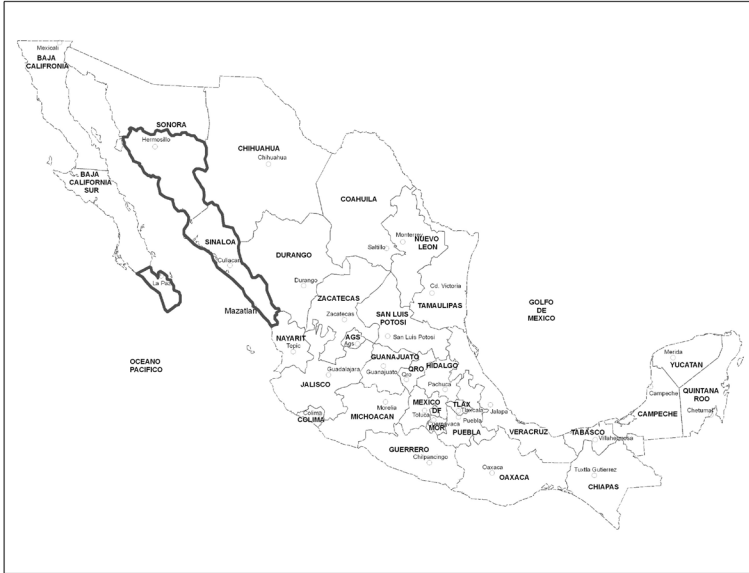 Mexicali
BAJA
CALIFRONIA
SONORA
Hermosillo
CHIHUAHUA
Chihuahua
BAJA
CALIFORNIA
SUR
COAHUILA
Monterrey
NUEVO
LEON
Saltillo
SINALOA
Culiacan
DURANGO
Durango
La Paz
Cd. Victoria
TAMAULIPAS
GOLFO
DE
MEXICO
Mazatlan
ZACATECAS
Zacatecas
SAN LUIS
POTOSI
San Luis Potosi
NAYARIT
Tepic
AGS
Ags
OCEANO
PACIFICO
GUANAJUATO
Guanajuato
QRO
Qro
HIDALGO
Pachuca
Guadalajara
JALISCO
Merida
YUCATAN
Campeche
QUINTANA
ROO
Chetumal
CAMPECHE
Colima
COLIMA
Morelia
MICHOACAN
MEXICO
DF
Toluca
TLAX
Tlaxcala
Jalapa
Cuernavaca
MOR
Puebla
PUEBLA
VERACRUZ
TABASCO
Villahermosa
GUERRERO
Chilpancingo
Oaxaca
OAXACA
Tuxtla Gutierrez
CHIAPAS